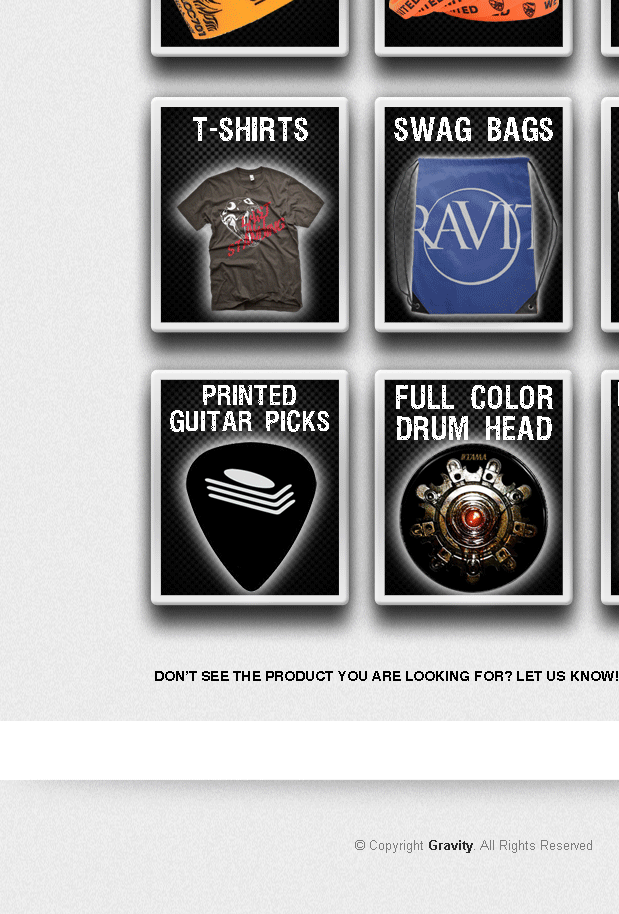 T-SHIRTS
SWAG BAGS
RAVIT
PRINTED
GUITAR PICKS
FULL COLOR
DRUM HEAD
TAMA
DON'T SEE THE PRODUCT YOU ARE LOOKING FOR? LET US KNOW!
© Copyright Gravity. All Rights Reserved